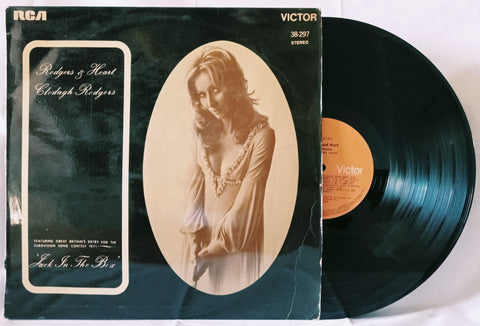 RCA
VICTOR
38-297
STEREO
Rodgers & Heart
Clodagh Rodgers
FEATURING GREAT BRITAIN'S ENTRY FOR THE
EUROVISION SONG CONTEST 1971:
'Jack In The Box'
Victor